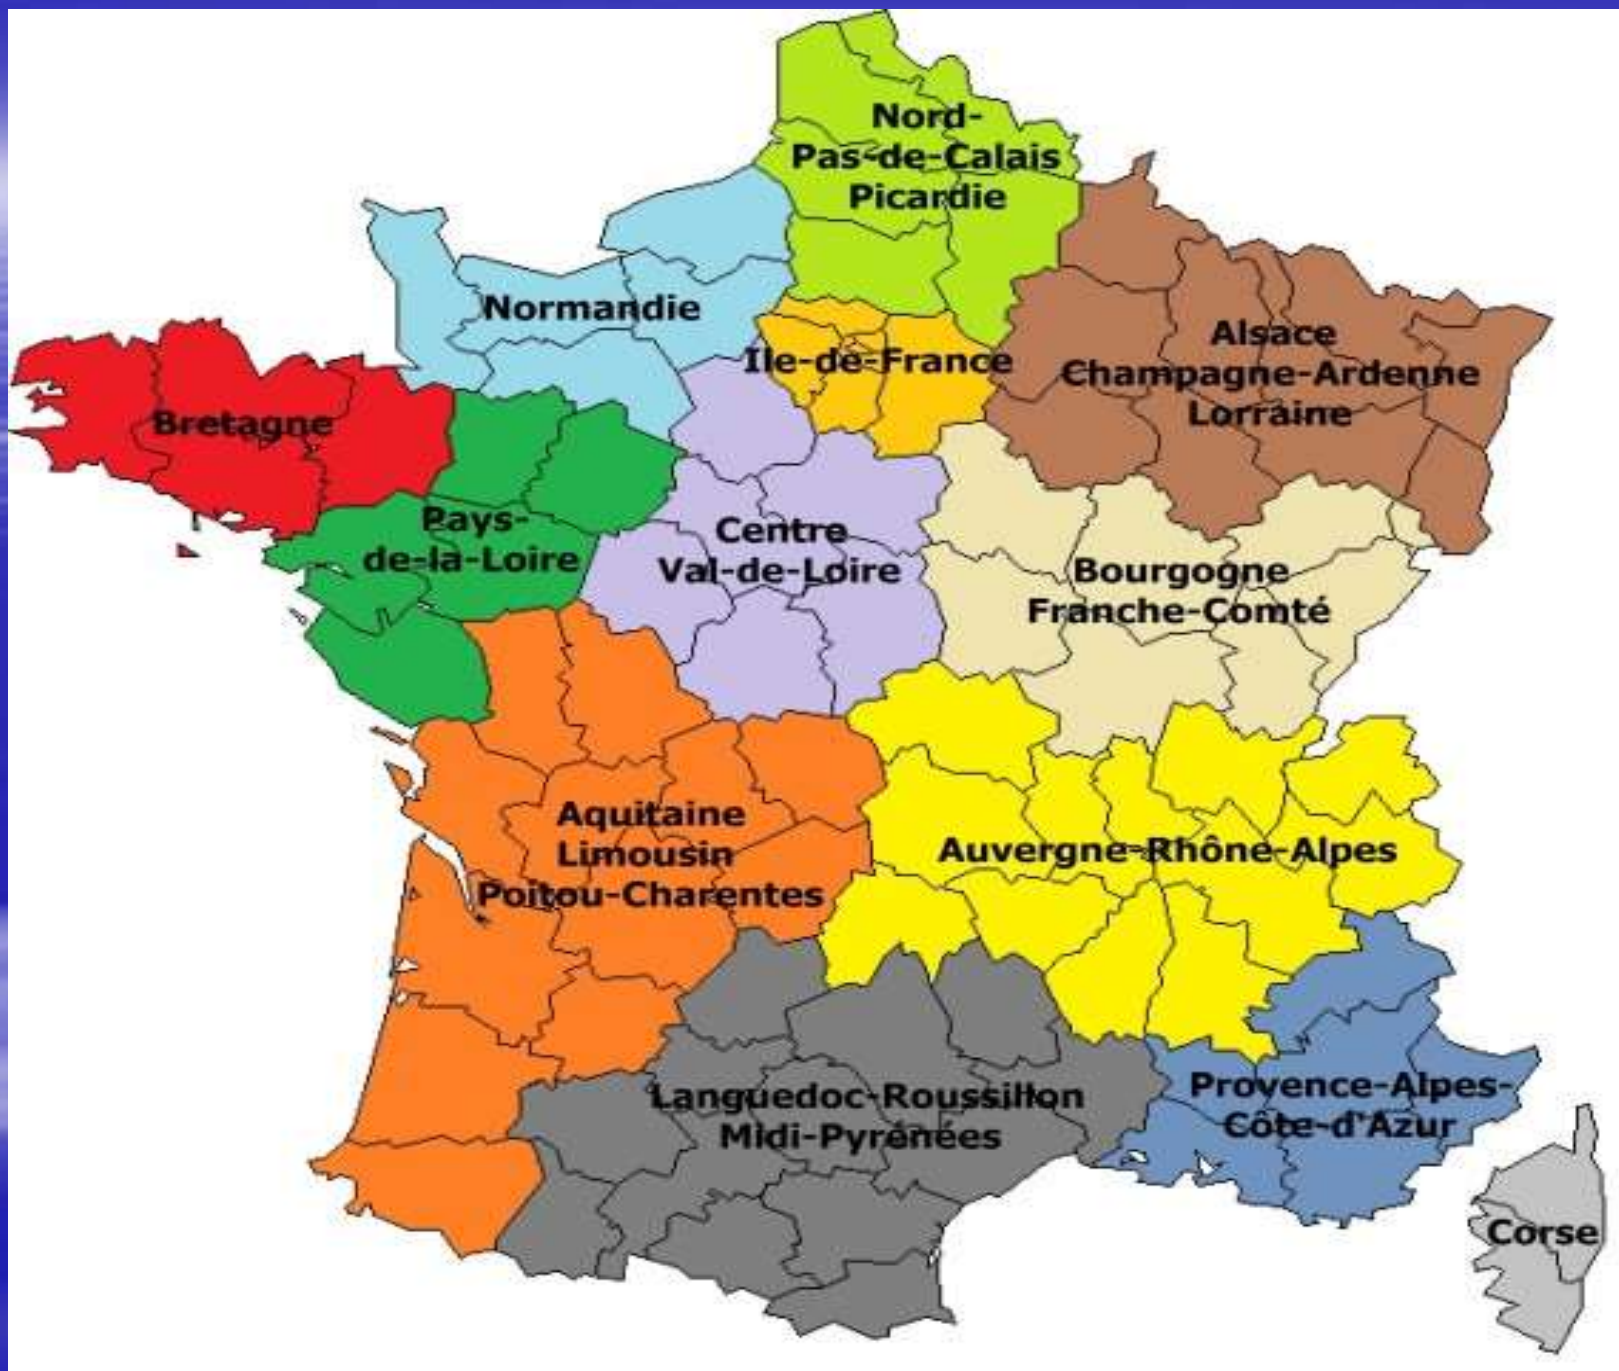 Nord-
Pas-de-Calais
Picardie
Normandie
Ile-de-France
Alsace
Champagne-Ardenne
Lorraine
Bretagne
Pays-
de-la-Loire
Centre
Val-de-Loire
Bourgogne
Franche-Comté
Aquitaine
Limousin
Poitou-Charentes
Auvergne-Rhône-Alpes
Languedoc-Roussillon
Midi-Pyrénées
Provence-Alpes-
Côte-d'Azur
Corse